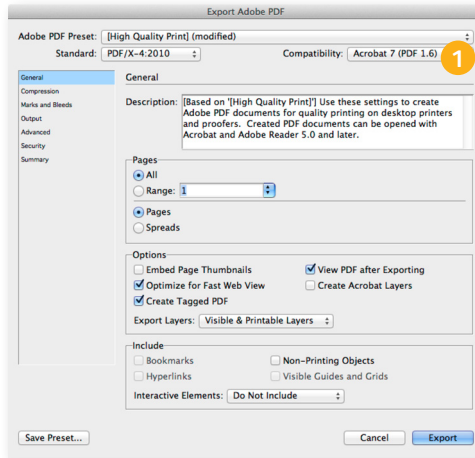 Export Adobe PDF
Adobe PDF Preset: [High Quality Print] (modified)
Standard: PDF/X-4:2010 Compatibility: Acrobat 7 (PDF 1.6)
1
General
Compression
Marks and Bleeds
Output
Advanced
Security
Summary
General
Description: [Based on '[High Quality Print]'] Use these settings to create
Adobe PDF documents for quality printing on desktop printers
and proofers. Created PDF documents can be opened with
Acrobat and Adobe Reader 5.0 and later.
Pages
All
Range: 1
Pages
Spreads
Options
Embed Page Thumbnails View PDF after Exporting
Optimize for Fast Web View Create Acrobat Layers
Create Tagged PDF
Export Layers: Visible & Printable Layers
Include
Bookmarks Non-Printing Objects
Hyperlinks Visible Guides and Grids
Interactive Elements: Do Not Include
Save Preset... Cancel Export